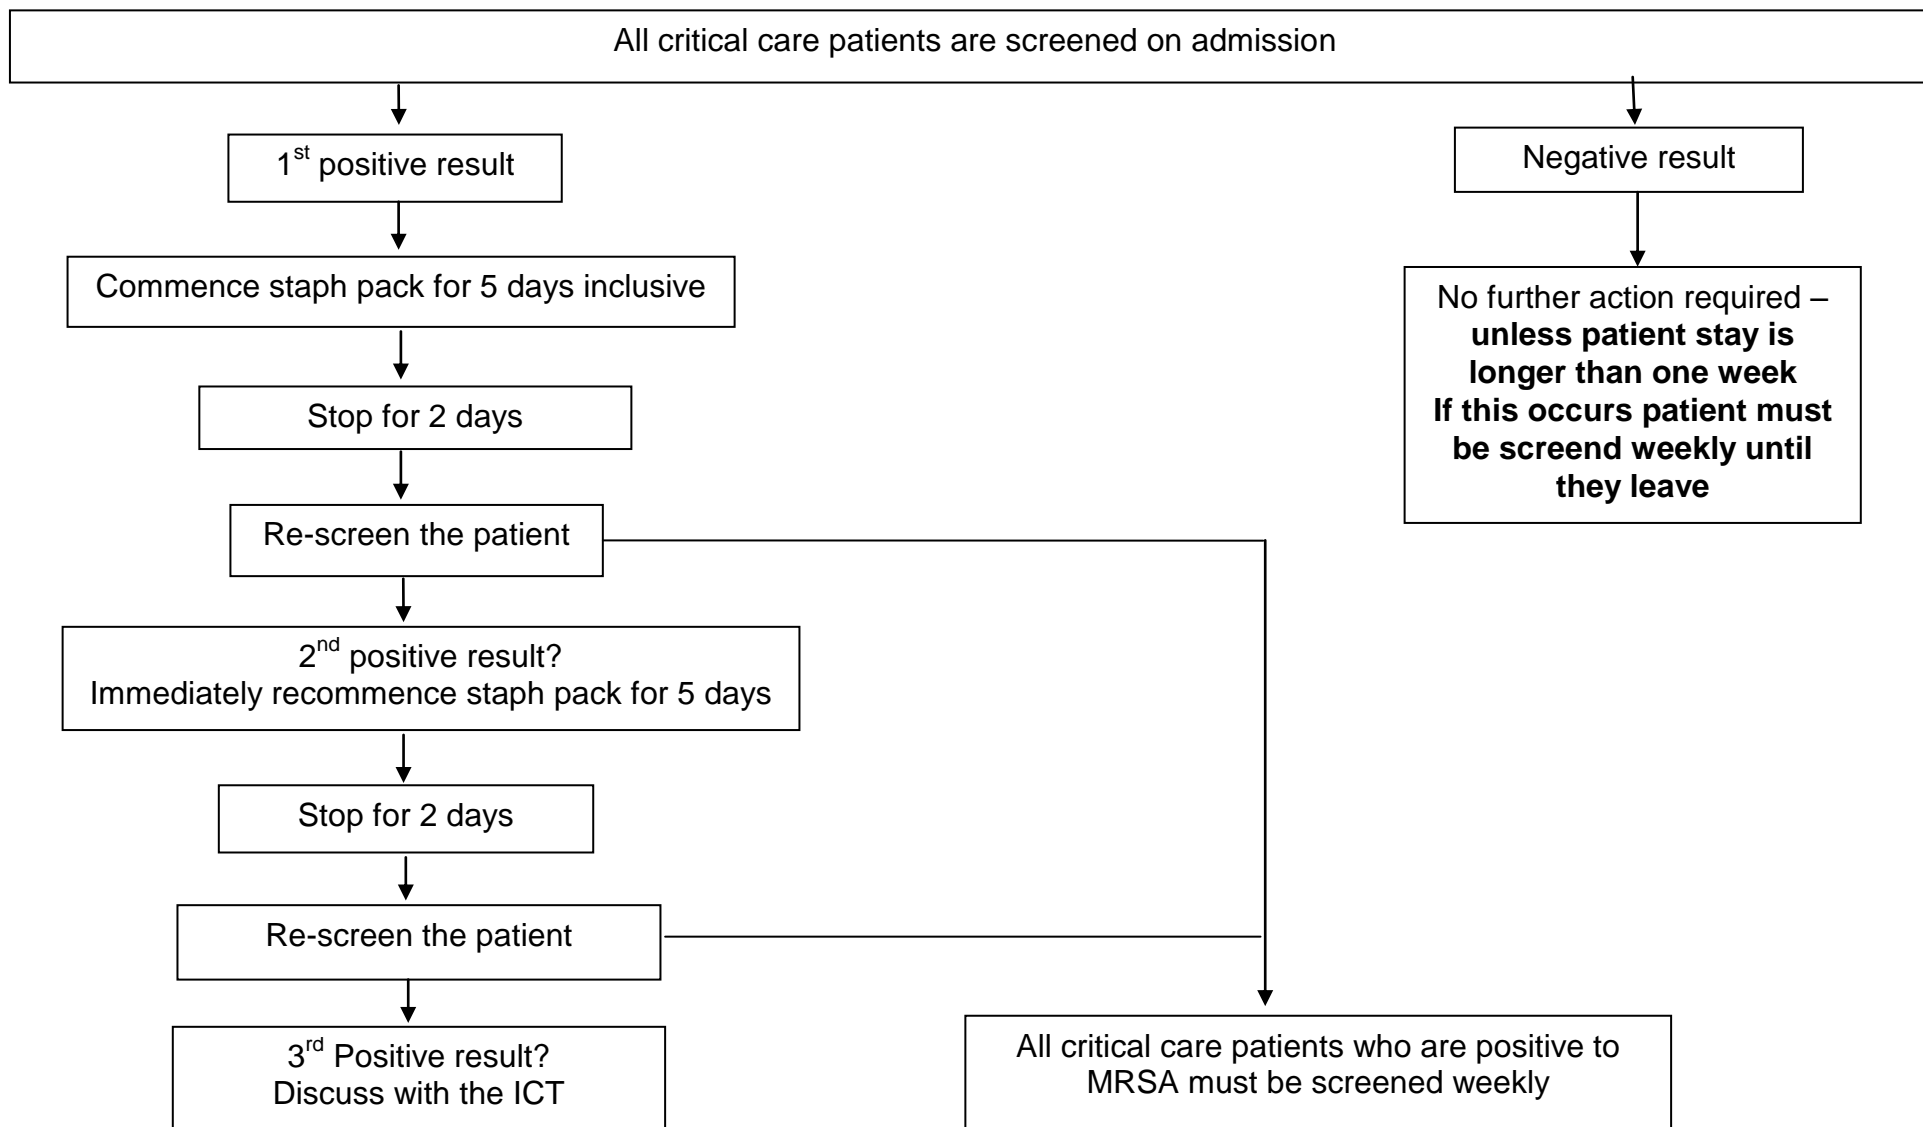 All critical care patients are screened on admission
1st positive result
Negative result
Commence staph pack for 5 days inclusive
No further action required –
unless patient stay is
longer than one week
If this occurs patient must
be screend weekly until
they leave
Stop for 2 days
Re-screen the patient
2nd positive result?
Immediately recommence staph pack for 5 days
Stop for 2 days
Re-screen the patient
3rd Positive result?
Discuss with the ICT
All critical care patients who are positive to
MRSA must be screened weekly